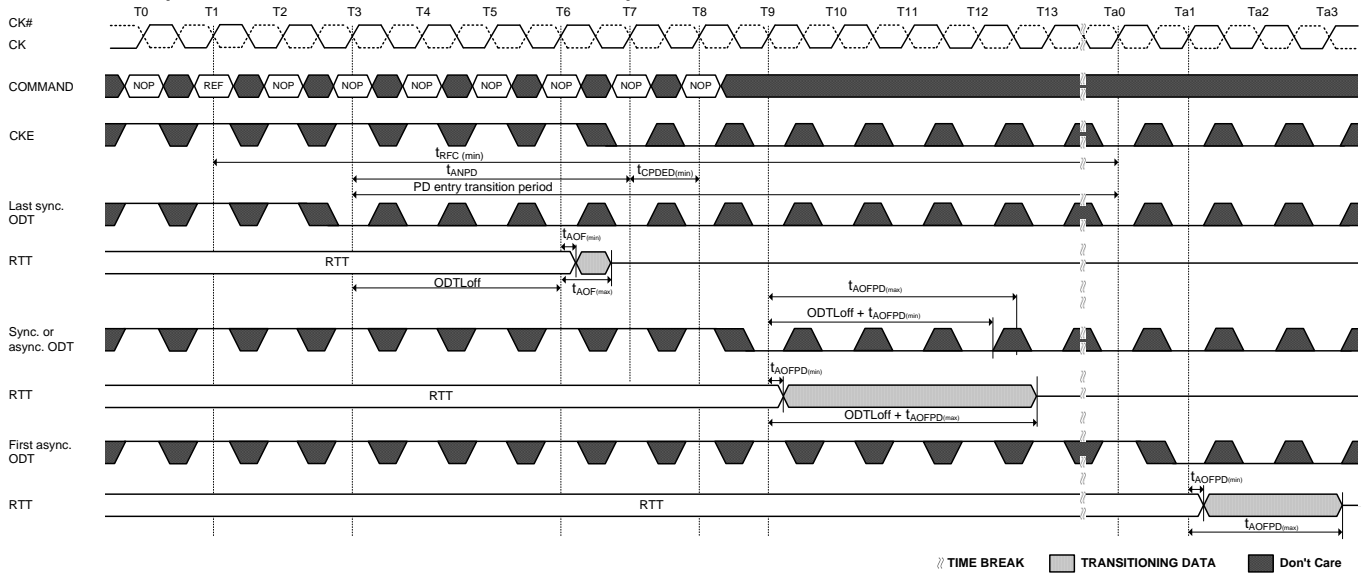 T0 T1 T2 T3 T4 T5 T6 T7 T8 T9 T10 T11 T12 T13 Ta0 Ta1 Ta2 Ta3
CK#
CK
COMMAND NOP REF NOP NOP NOP NOP NOP NOP NOP
CKE
tRFC (min)
tANPD tCPDED(min)
PD entry transition period
Last sync.
ODT
tAOF(min)
RTT RTT
ODTLoff tAOF(max)
tAOFPD(max)
ODTLoff + tAOFPD(min)
Sync. or
async. ODT
tAOFPD(min)
RTT RTT
ODTLoff + tAOFPD(max)
First async.
ODT
tAOFPD(min)
RTT RTT
tAOFPD(max)
TIME BREAK TRANSITIONING DATA Don't Care